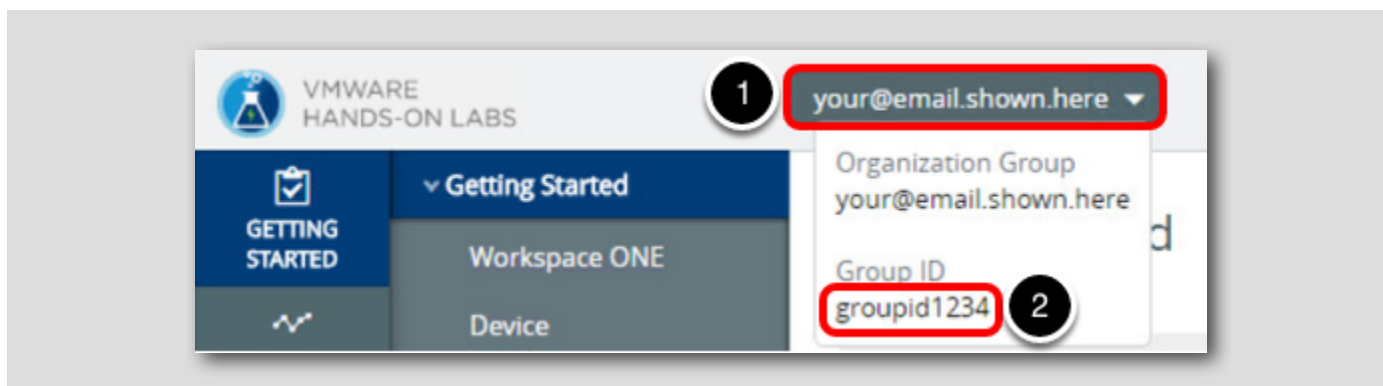 VMWARE
HANDS-ON LABS
1
your@email.shown.here
GETTING
STARTED
Getting Started
Workspace ONE
Device
Organization Group
your@email.shown.here
d
Group ID
groupid1234
2